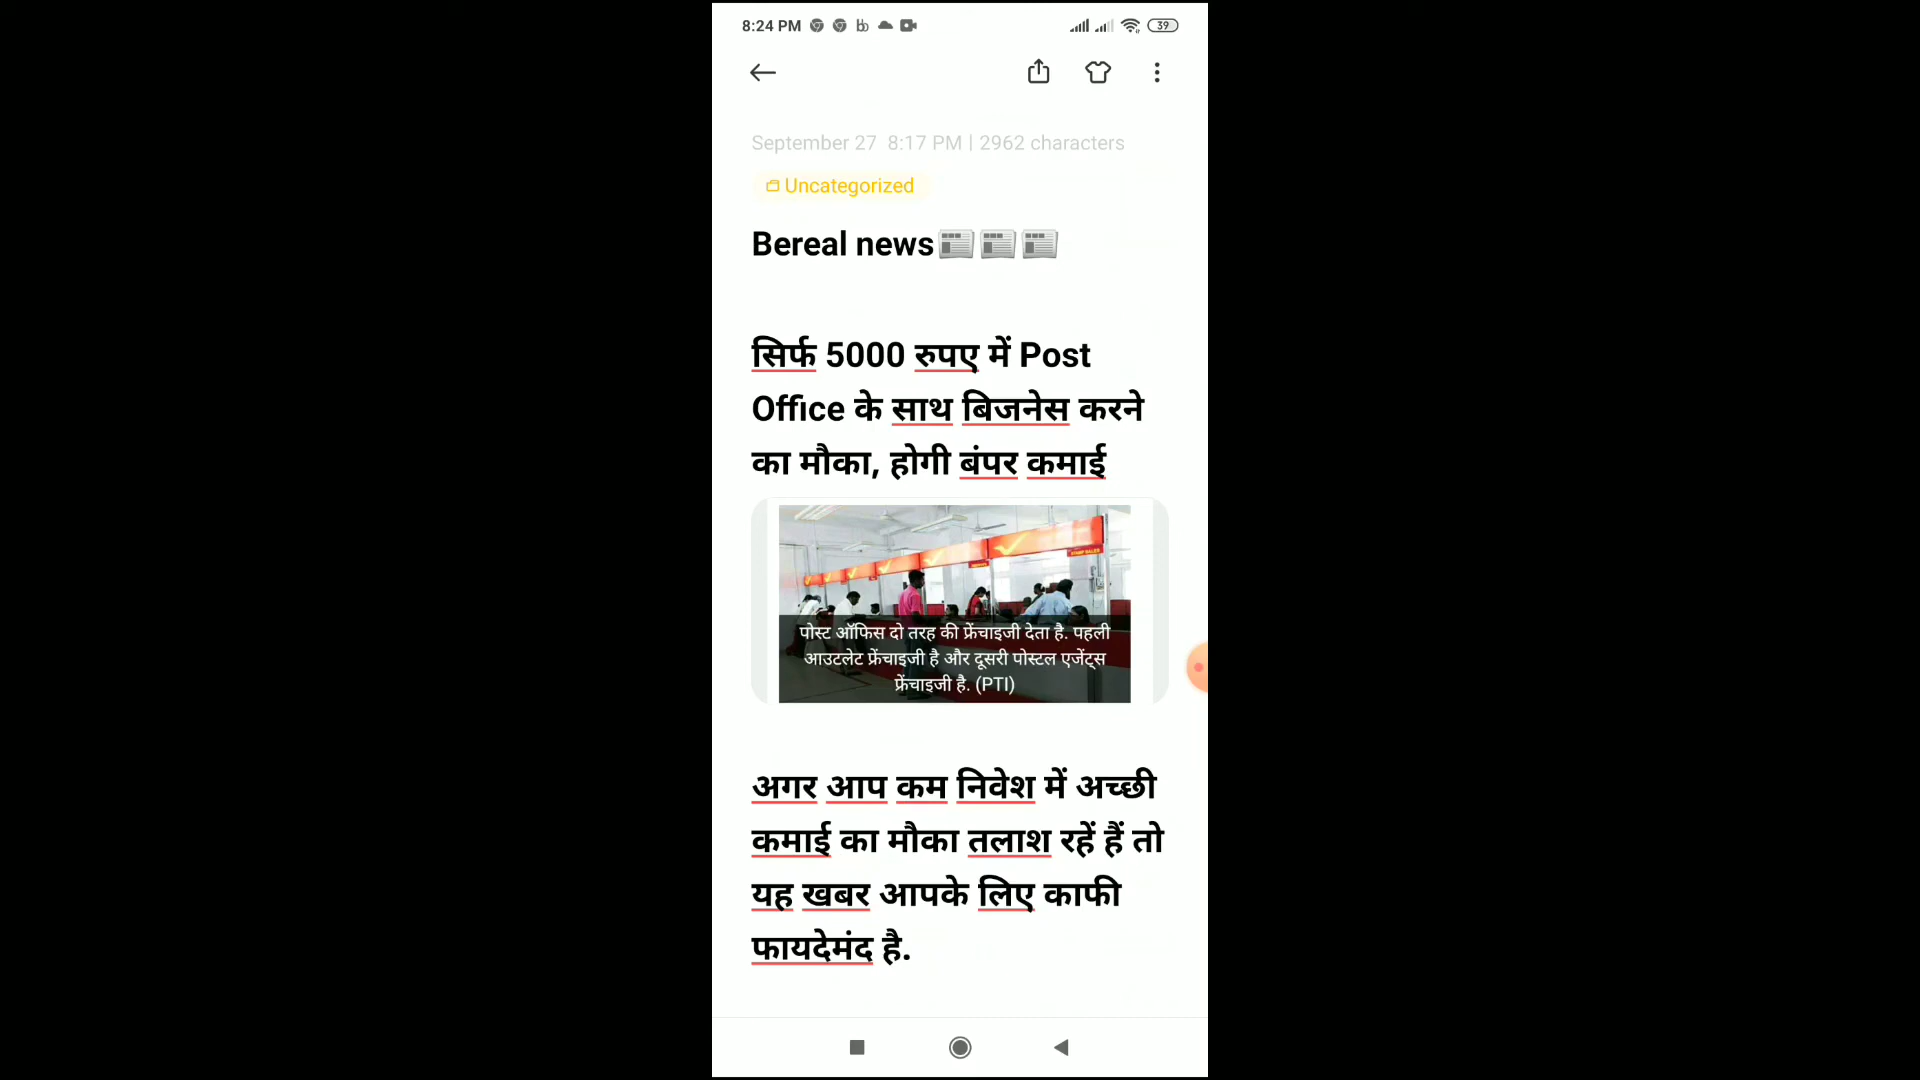 8:24 PM
39
September 27 8:17 PM | 2962 characters
Uncategorized
Bereal news📰📰📰
सिर्फ 5000 रुपए में Post
Office के साथ बिजनेस करने
का मौका, होगी बंपर कमाई
STAMP SALES
पोस्ट ऑफिस दो तरह की फ्रेंचाइजी देता है. पहली
आउटलेट फ्रेंचाइजी है और दूसरी पोस्टल एजेंट्स
फ्रेंचाइजी है. (PTI)
अगर आप कम निवेश में अच्छी
कमाई का मौका तलाश रहें हैं तो
यह खबर आपके लिए काफी
फायदेमंद है.